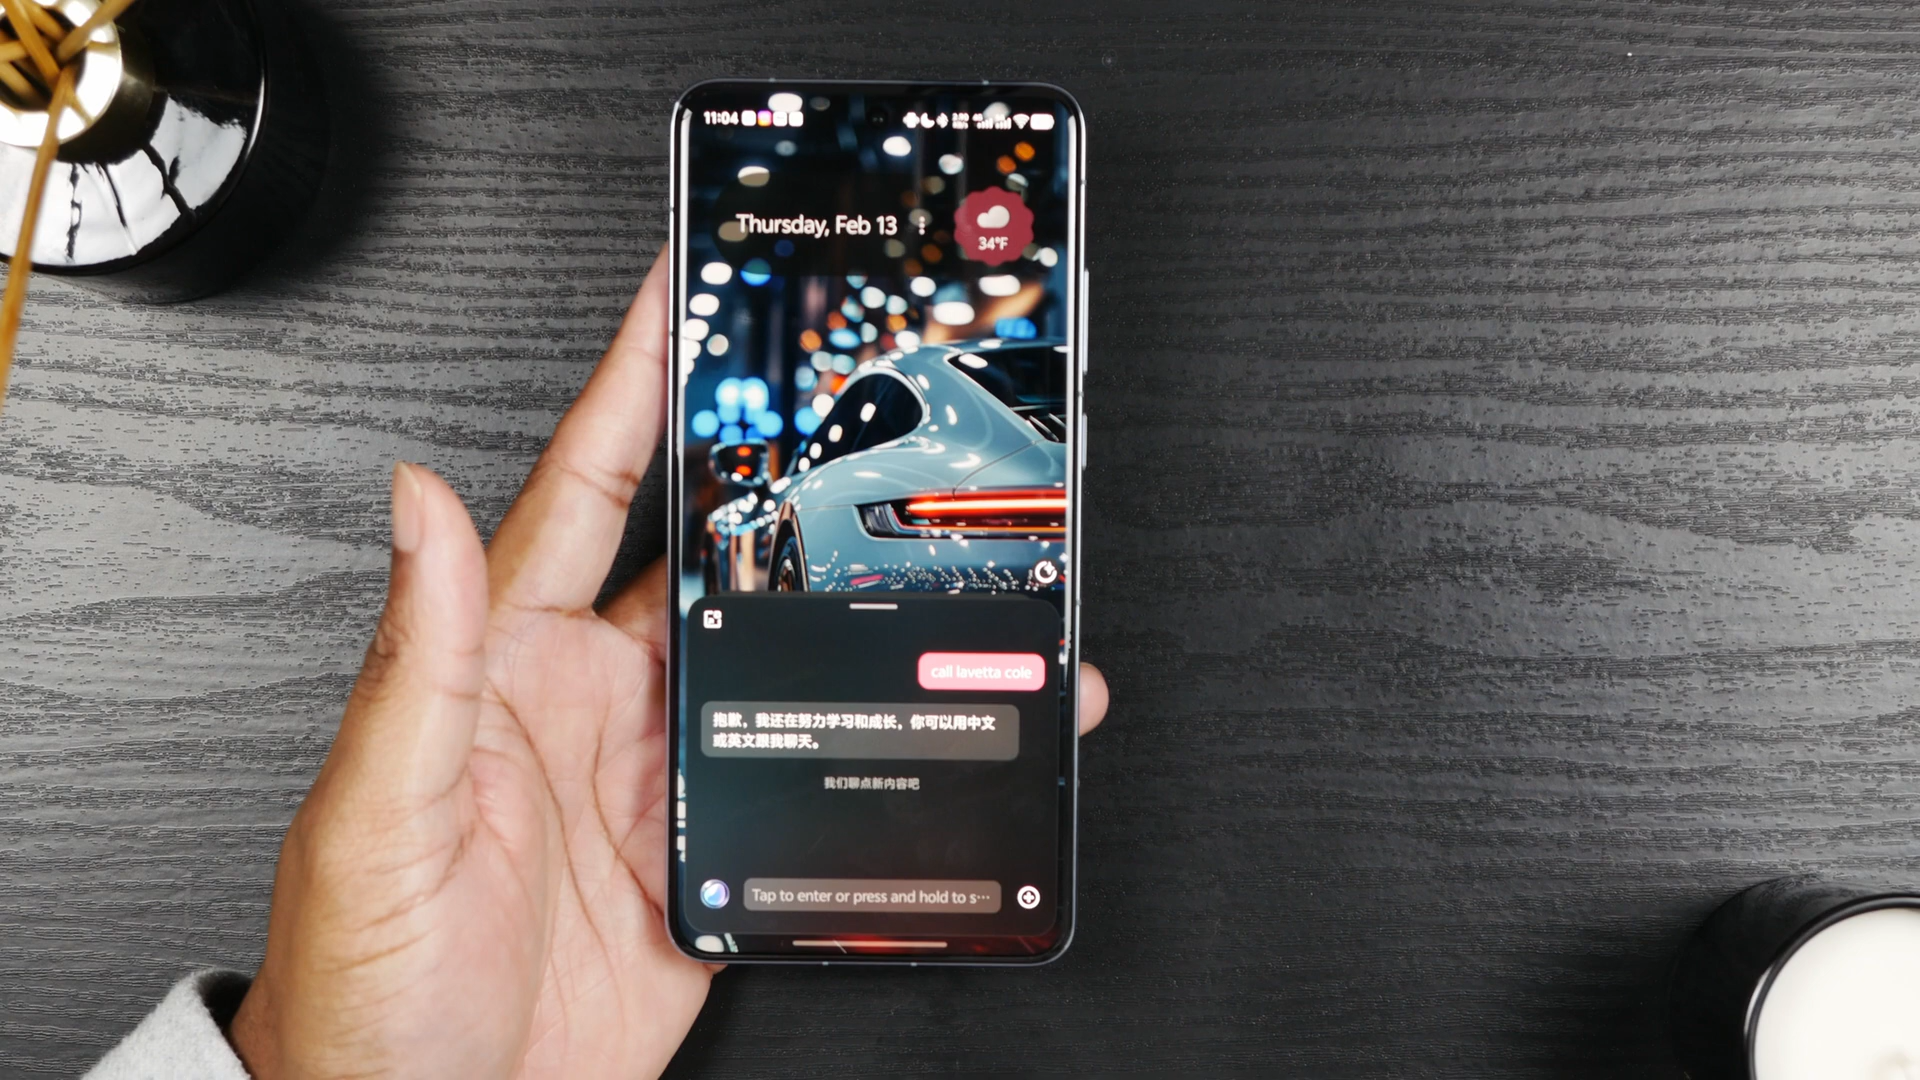 11:04
Thursday, Feb 13
34°F
call lavetta cole
抱歉，我还在努力学习和成长，你可以用中文
或英文跟我聊天。
我们聊点新内容吧
Tap to enter or press and hold to s···